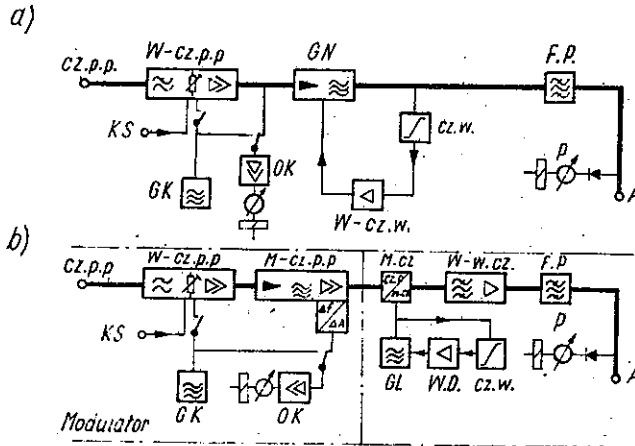 a)
W-cz.p.p
GN
F.P.
cz.p.p.
cz.w.
KS
OK
p
GK
W-cz.w.
A
b)
W-cz.p.p
M-cz.p.p
M.cz
W-w.cz.
F.P
cz.p.p
Δf
ΔA
p
KS
GK
OK
GL
W.D.
cz.w.
A
Modulator